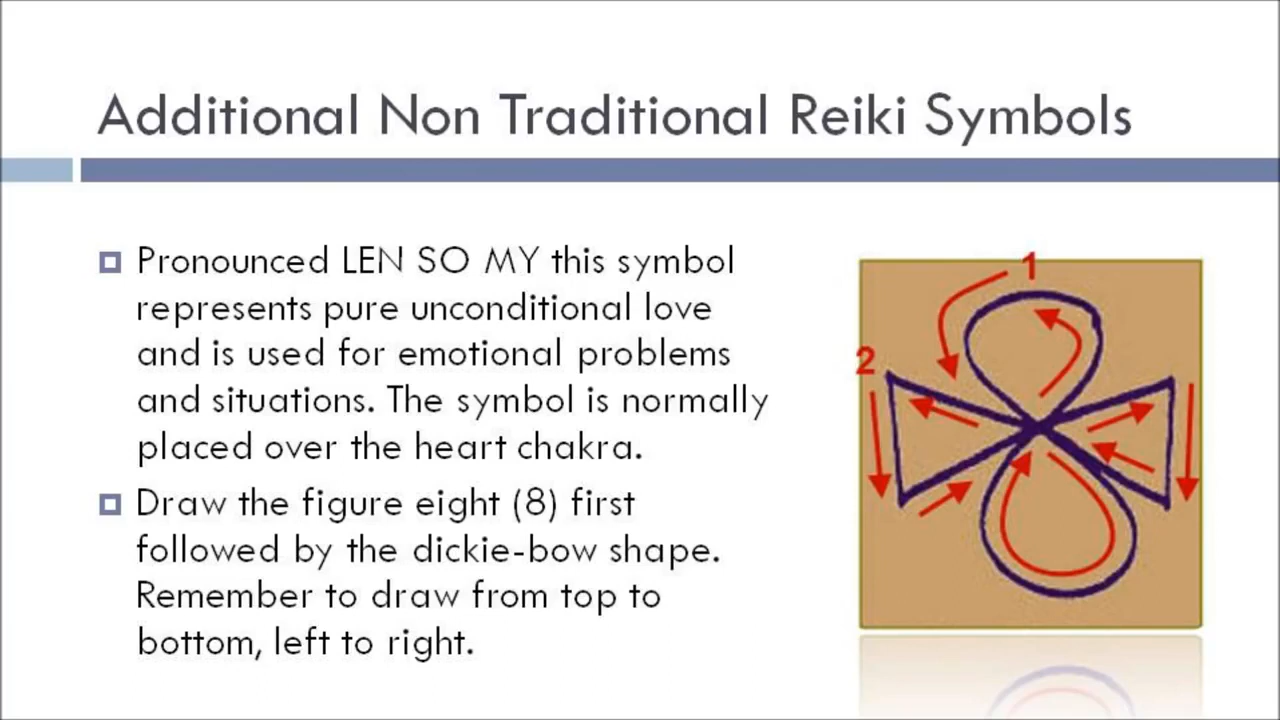 Additional Non Traditional Reiki Symbols
Pronounced LEN SO MY this symbol
represents pure unconditional love
and is used for emotional problems
and situations. The symbol is normally
placed over the heart chakra.
Draw the figure eight (8) first
followed by the dickie-bow shape.
Remember to draw from top to
bottom, left to right.
1
2